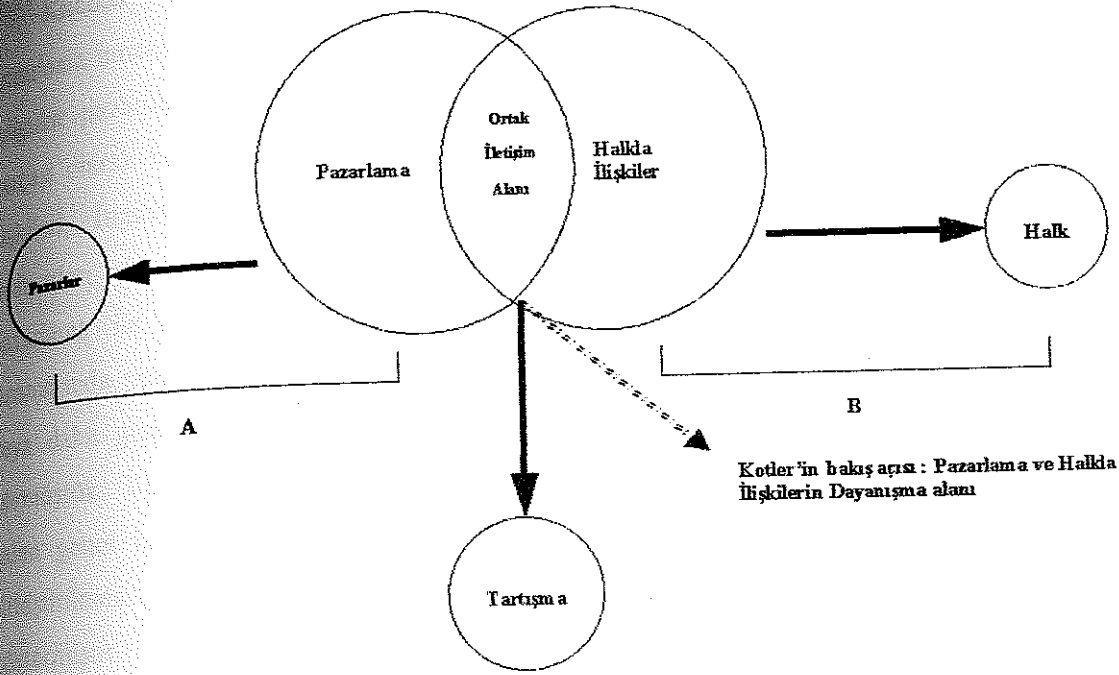 Ortak
İletişim
Alanı
Pazarlama
Halkla
İlişkiler
Halk
Pazarlar
A
B
Kotler'in bakış açısı : Pazarlama ve Halkla
İlişkilerin Dayanışma alanı
Tartışma